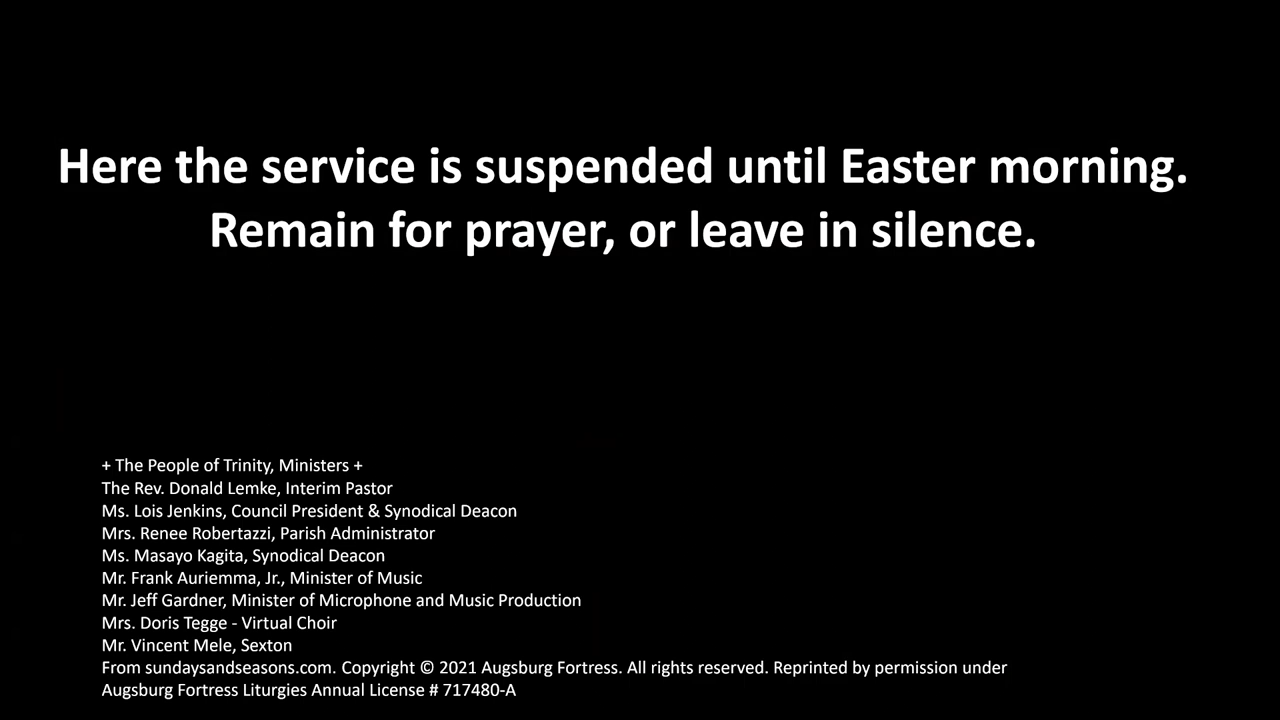 Here the service is suspended until Easter morning.
Remain for prayer, or leave in silence.
+ The People of Trinity, Ministers +
The Rev. Donald Lemke, Interim Pastor
Ms. Lois Jenkins, Council President & Synodical Deacon
Mrs. Renee Robertazzi, Parish Administrator
Ms. Masayo Kagita, Synodical Deacon
Mr. Frank Auriemma, Jr., Minister of Music
Mr. Jeff Gardner, Minister of Microphone and Music Production
Mrs. Doris Tegge - Virtual Choir
Mr. Vincent Mele, Sexton
From sundaysandseasons.com. Copyright © 2021 Augsburg Fortress. All rights reserved. Reprinted by permission under
Augsburg Fortress Liturgies Annual License # 717480-A